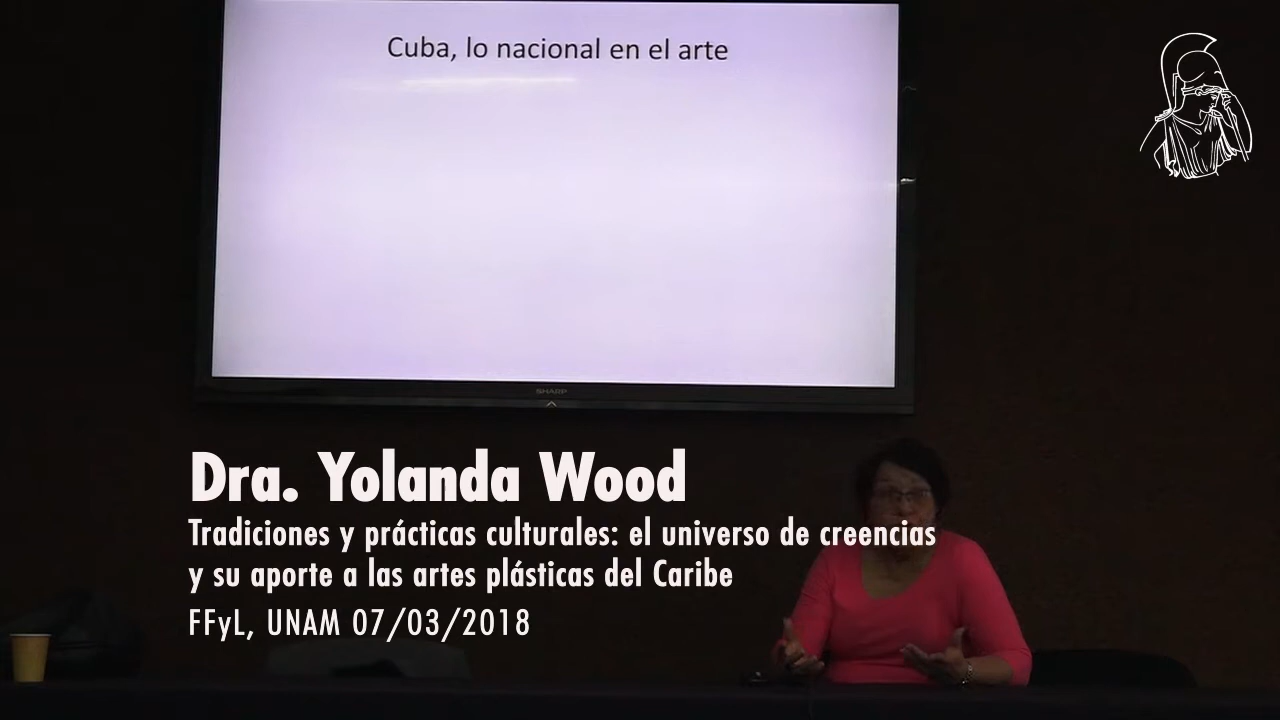 Cuba, lo nacional en el arte
SHARP
Dra. Yolanda Wood
Tradiciones y prácticas culturales: el universo de creencias
y su aporte a las artes plásticas del Caribe
FFyL, UNAM 07/03/2018